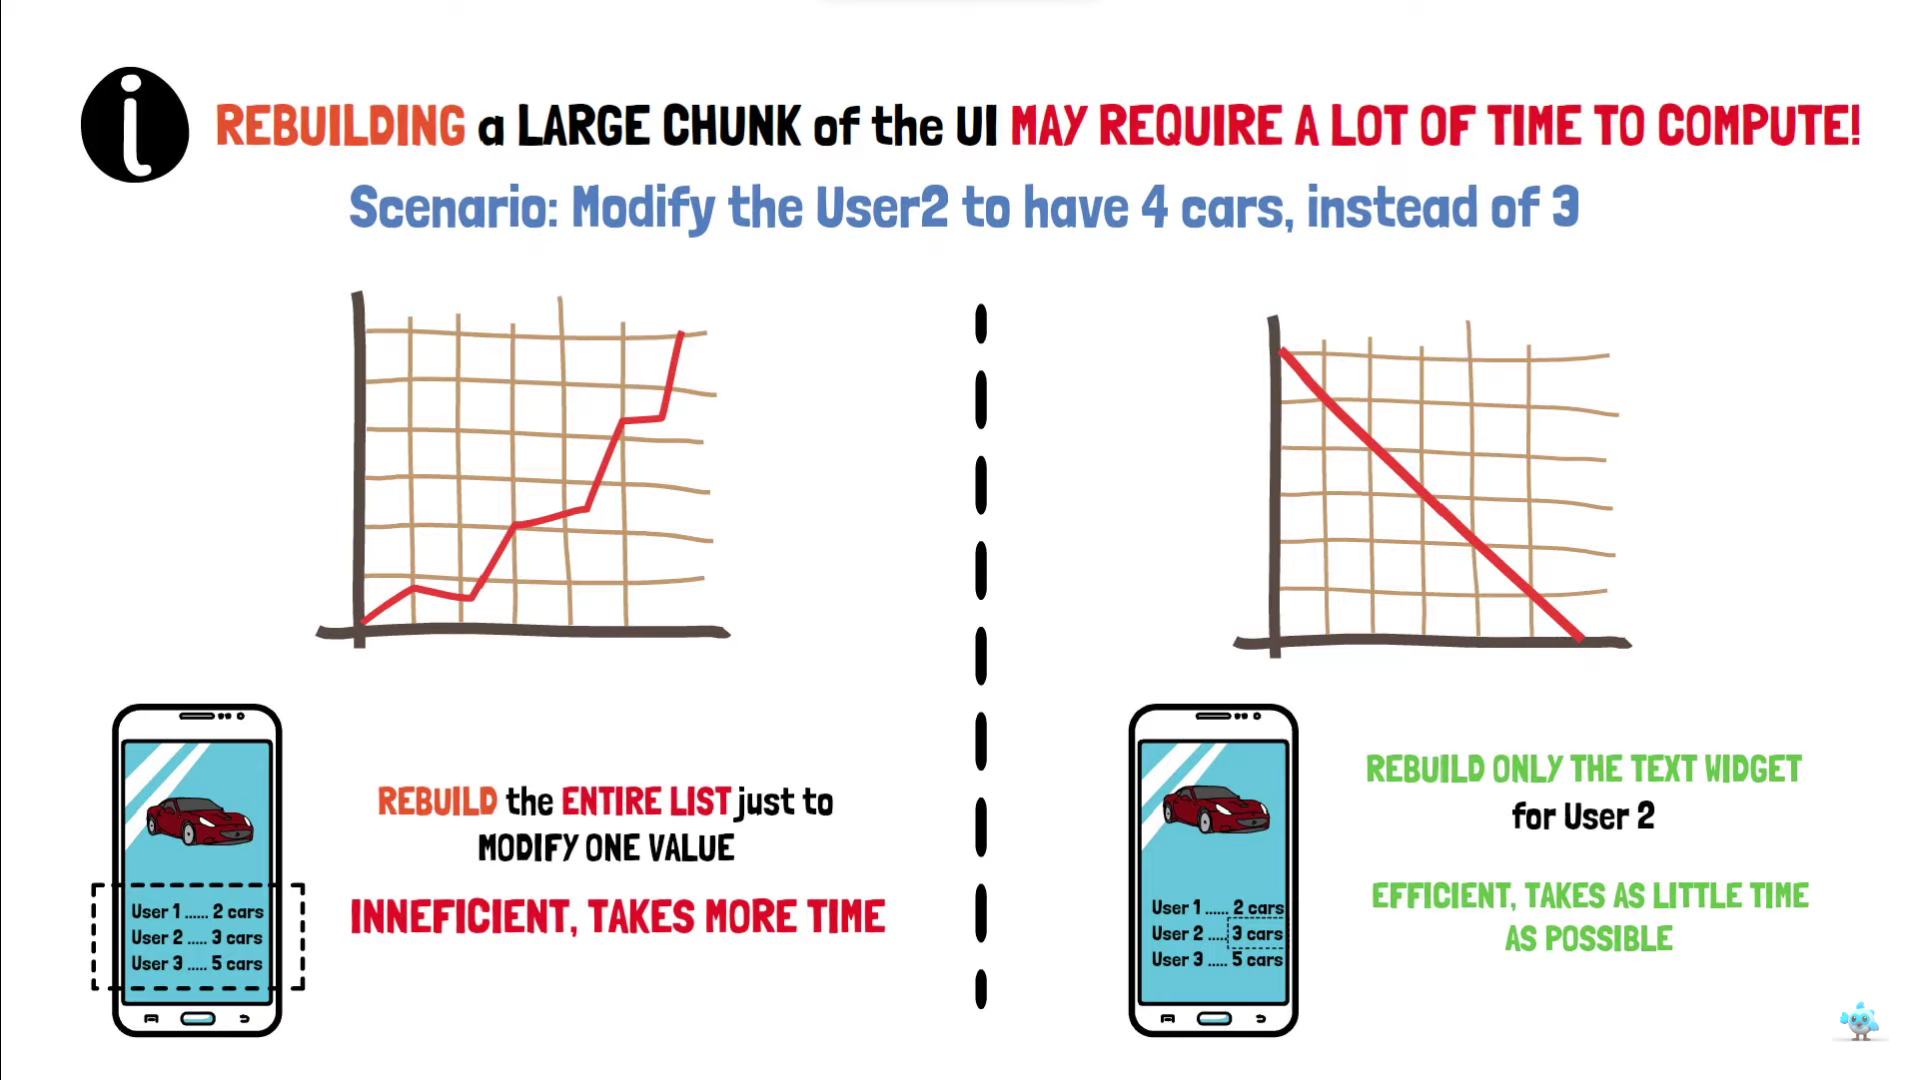 i
REBUILDING a LARGE CHUNK of the UI MAY REQUIRE A LOT OF TIME TO COMPUTE!
Scenario: Modify the User2 to have 4 cars, instead of 3
REBUILD the ENTIRE LIST just to
MODIFY ONE VALUE
INNEFICIENT, TAKES MORE TIME
User 1 ...... 2 cars
User 2 ..... 3 cars
User 3 ..... 5 cars
REBUILD ONLY THE TEXT WIDGET
for User 2
EFFICIENT, TAKES AS LITTLE TIME
AS POSSIBLE
User 1 ...... 2 cars
User 2 ..... 3 cars
User 3 ..... 5 cars